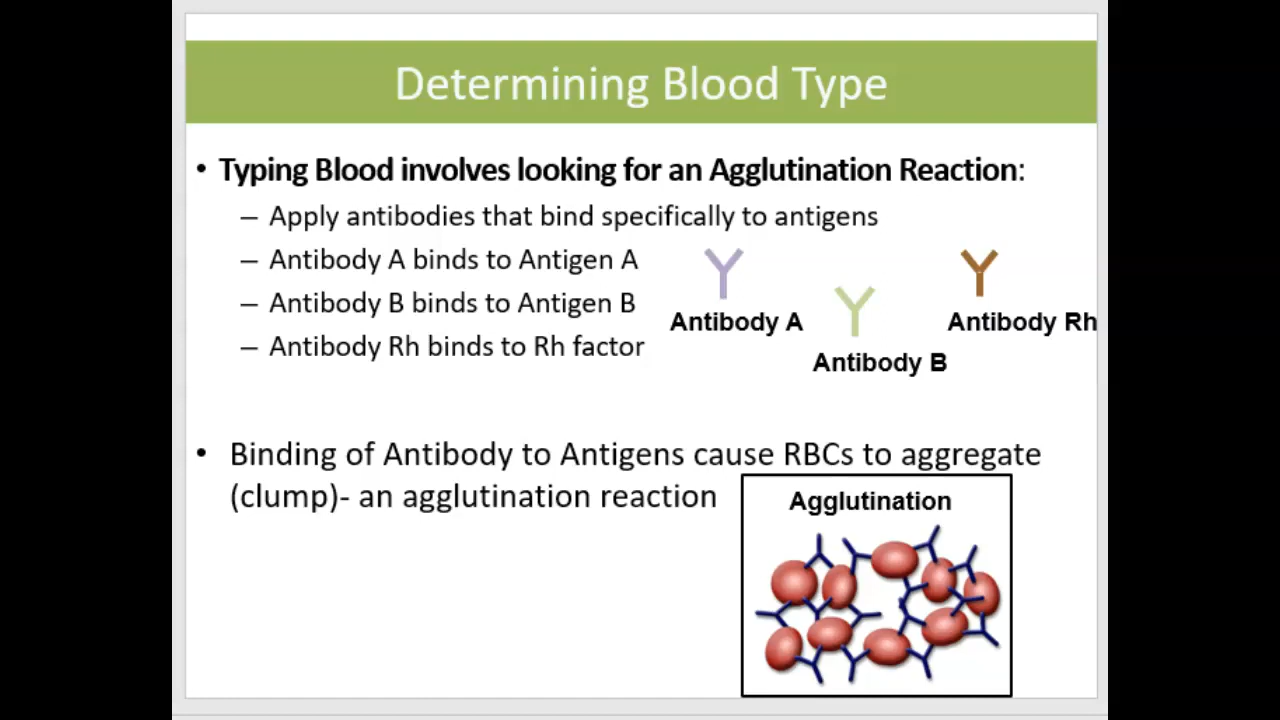 Determining Blood Type
• Typing Blood involves looking for an Agglutination Reaction:
– Apply antibodies that bind specifically to antigens
– Antibody A binds to Antigen A
– Antibody B binds to Antigen B
– Antibody Rh binds to Rh factor
Antibody A
Antibody B
Antibody Rh
• Binding of Antibody to Antigens cause RBCs to aggregate
(clump)- an agglutination reaction
Agglutination